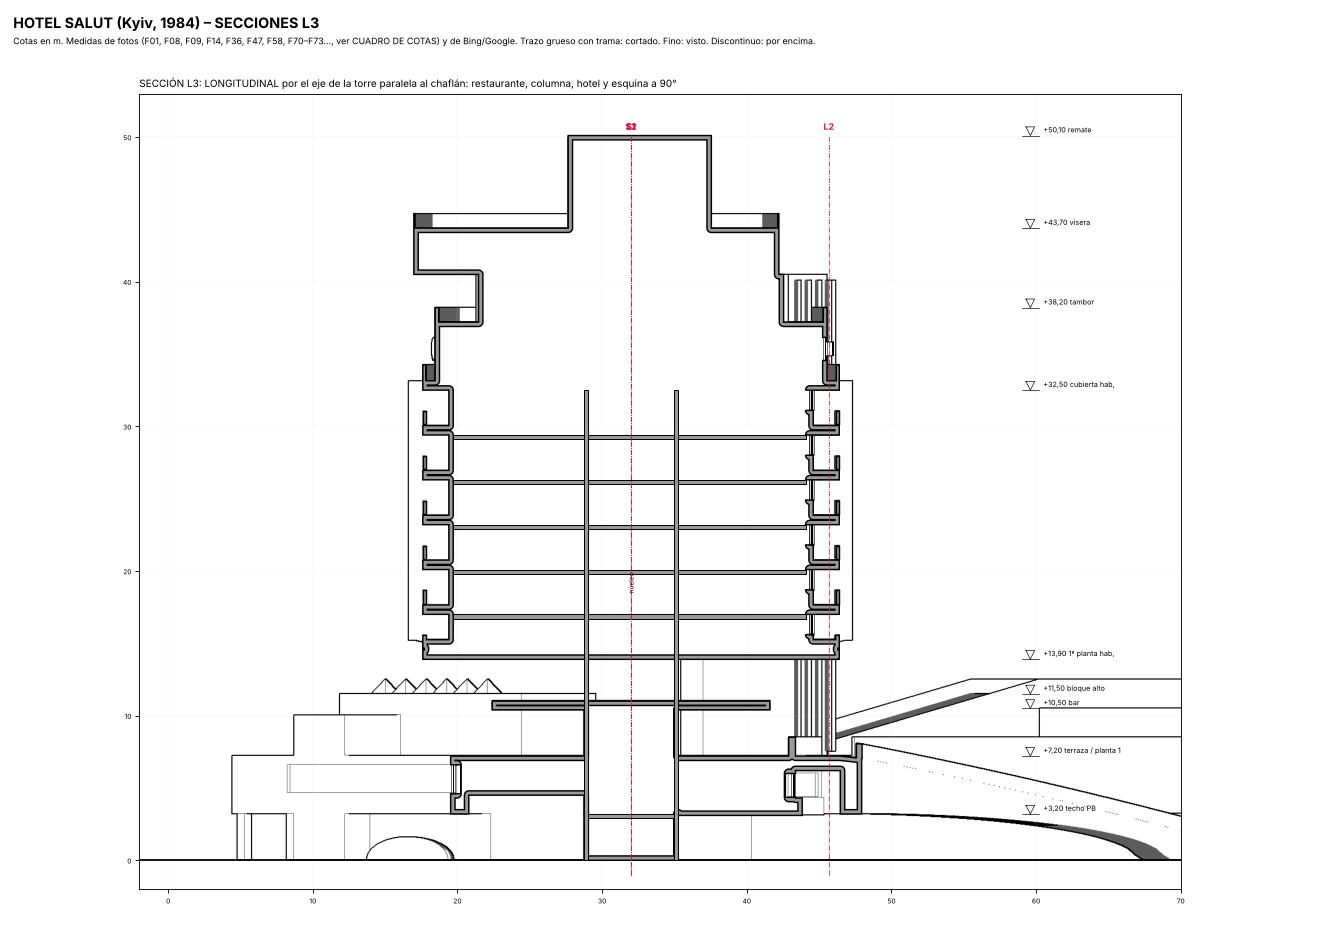 HOTEL SALUT (Kyiv, 1984) – SECCIONES L3
Cotas en m. Medidas de fotos (F01, F08, F09, F14, F36, F47, F58, F70–F73..., ver CUADRO DE COTAS) y de Bing/Google. Trazo grueso con trama: cortado. Fino: visto. Discontinuo: por encima.
SECCIÓN L3: LONGITUDINAL por el eje de la torre paralela al chaflán: restaurante, columna, hotel y esquina a 90°
L2
+50,10 remate
50
+43,70 visera
40
+38,20 tambor
+32,50 cubierta hab,
30
20
núcleo
+13,90 1ª planta hab,
+11,50 bloque alto
+10,50 bar
10
+7,20 terraza / planta 1
+3,20 techo PB
0
0 10 20 30 40 50 60 70